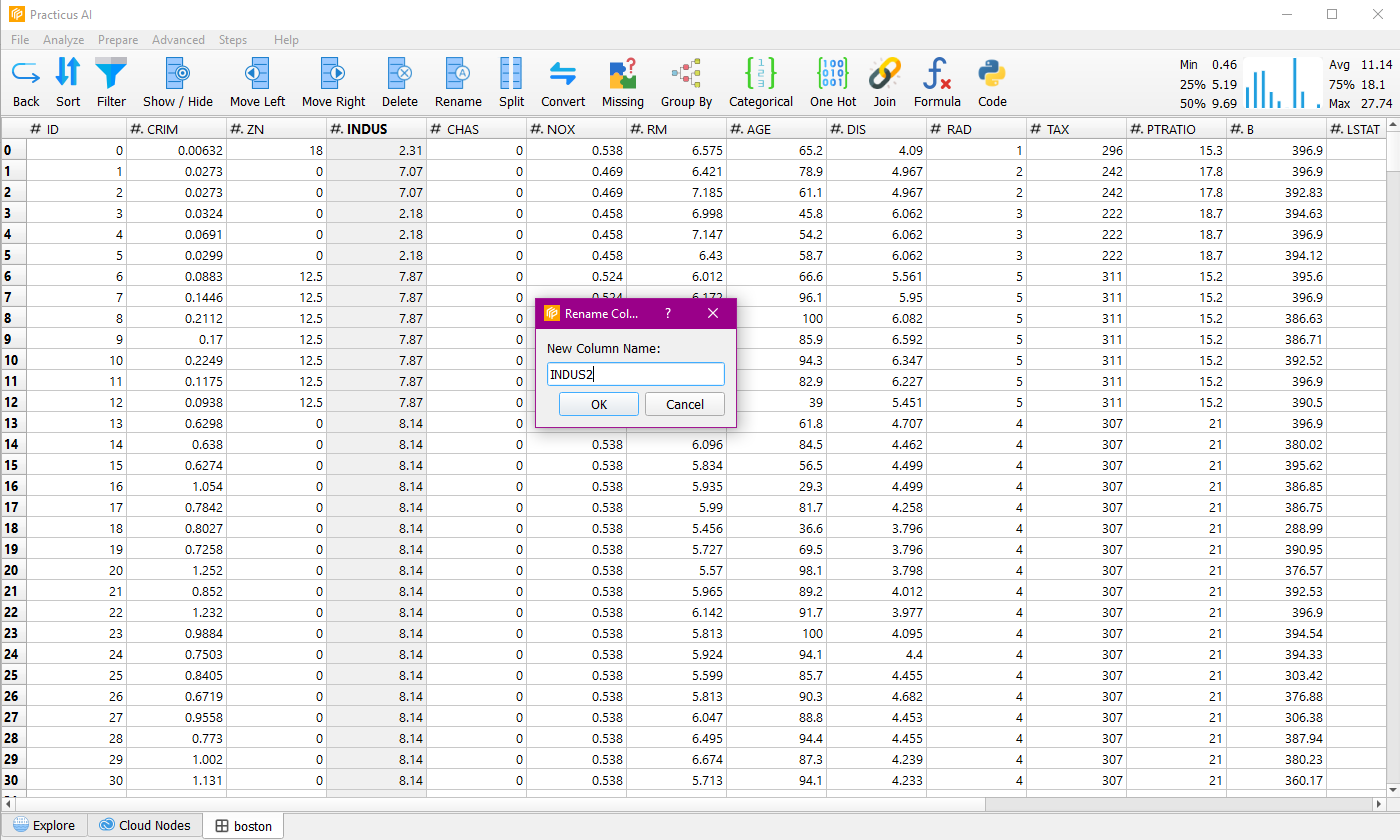 Practicus AI
File Analyze Prepare Advanced Steps Help
Back Sort Filter Show / Hide Move Left Move Right Delete Rename Split Convert Missing Group By Categorical One Hot Join Formula Code
Min 0.46 Avg 11.14
25% 5.19 75% 18.1
50% 9.69 Max 27.74
# ID #. CRIM #. ZN #. INDUS # CHAS #. NOX #. RM #. AGE #. DIS # RAD # TAX #. PTRATIO #. B #. LSTAT
0 0 0.00632 18 2.31 0 0.538 6.575 65.2 4.09 1 296 15.3 396.9
1 1 0.0273 0 7.07 0 0.469 6.421 78.9 4.967 2 242 17.8 396.9
2 2 0.0273 0 7.07 0 0.469 7.185 61.1 4.967 2 242 17.8 392.83
3 3 0.0324 0 2.18 0 0.458 6.998 45.8 6.062 3 222 18.7 394.63
4 4 0.0691 0 2.18 0 0.458 7.147 54.2 6.062 3 222 18.7 396.9
5 5 0.0299 0 2.18 0 0.458 6.43 58.7 6.062 3 222 18.7 394.12
6 6 0.0883 12.5 7.87 0 0.524 6.012 66.6 5.561 5 311 15.2 395.6
7 7 0.1446 12.5 7.87 0 0.524 6.172 96.1 5.95 5 311 15.2 396.9
8 8 0.2112 12.5 7.87 0 100 6.082 5 311 15.2 386.63
9 9 0.17 12.5 7.87 0 85.9 6.592 5 311 15.2 386.71
10 10 0.2249 12.5 7.87 0 94.3 6.347 5 311 15.2 392.52
11 11 0.1175 12.5 7.87 0 82.9 6.227 5 311 15.2 396.9
12 12 0.0938 12.5 7.87 0 39 5.451 5 311 15.2 390.5
13 13 0.6298 0 8.14 0 61.8 4.707 4 307 21 396.9
14 14 0.638 0 8.14 0 0.538 6.096 84.5 4.462 4 307 21 380.02
15 15 0.6274 0 8.14 0 0.538 5.834 56.5 4.499 4 307 21 395.62
16 16 1.054 0 8.14 0 0.538 5.935 29.3 4.499 4 307 21 386.85
17 17 0.7842 0 8.14 0 0.538 5.99 81.7 4.258 4 307 21 386.75
18 18 0.8027 0 8.14 0 0.538 5.456 36.6 3.796 4 307 21 288.99
19 19 0.7258 0 8.14 0 0.538 5.727 69.5 3.796 4 307 21 390.95
20 20 1.252 0 8.14 0 0.538 5.57 98.1 3.798 4 307 21 376.57
21 21 0.852 0 8.14 0 0.538 5.965 89.2 4.012 4 307 21 392.53
22 22 1.232 0 8.14 0 0.538 6.142 91.7 3.977 4 307 21 396.9
23 23 0.9884 0 8.14 0 0.538 5.813 100 4.095 4 307 21 394.54
24 24 0.7503 0 8.14 0 0.538 5.924 94.1 4.4 4 307 21 394.33
25 25 0.8405 0 8.14 0 0.538 5.599 85.7 4.455 4 307 21 303.42
26 26 0.6719 0 8.14 0 0.538 5.813 90.3 4.682 4 307 21 376.88
27 27 0.9558 0 8.14 0 0.538 6.047 88.8 4.453 4 307 21 306.38
28 28 0.773 0 8.14 0 0.538 6.495 94.4 4.455 4 307 21 387.94
29 29 1.002 0 8.14 0 0.538 6.674 87.3 4.239 4 307 21 380.23
30 30 1.131 0 8.14 0 0.538 5.713 94.1 4.233 4 307 21 360.17
Rename Col... ?
New Column Name:
INDUS2
OK Cancel
Explore Cloud Nodes boston